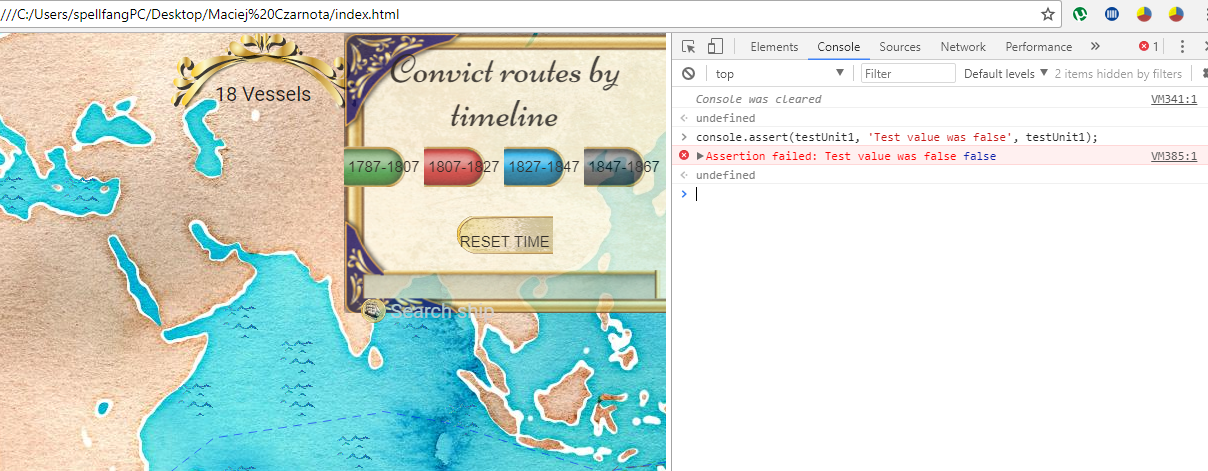 ///C:/Users/spellfangPC/Desktop/Maciej%20Czarnota/index.html
18 Vessels
Convict routes by
timeline
1787-1807 1807-1827 1827-1847 1847-1867
RESET TIME
Search ship
Elements Console Sources Network Performance » 1
top Filter Default levels 2 items hidden by filters
Console was cleared VM341:1
undefined
console.assert(testUnit1, 'Test value was false', testUnit1);
Assertion failed: Test value was false false VM385:1
undefined